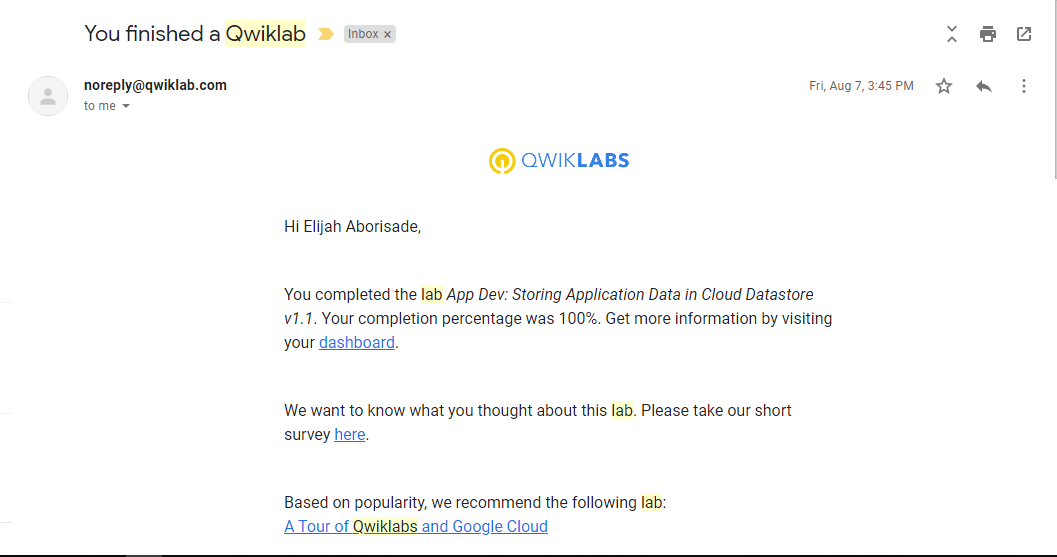 You finished a Qwiklab Inbox ×
noreply@qwiklab.com Fri, Aug 7, 3:45 PM
to me
QWIKLABS
Hi Elijah Aborisade,
You completed the lab App Dev: Storing Application Data in Cloud Datastore
v1.1. Your completion percentage was 100%. Get more information by visiting
your dashboard.
We want to know what you thought about this lab. Please take our short
survey here.
Based on popularity, we recommend the following lab:
A Tour of Qwiklabs and Google Cloud